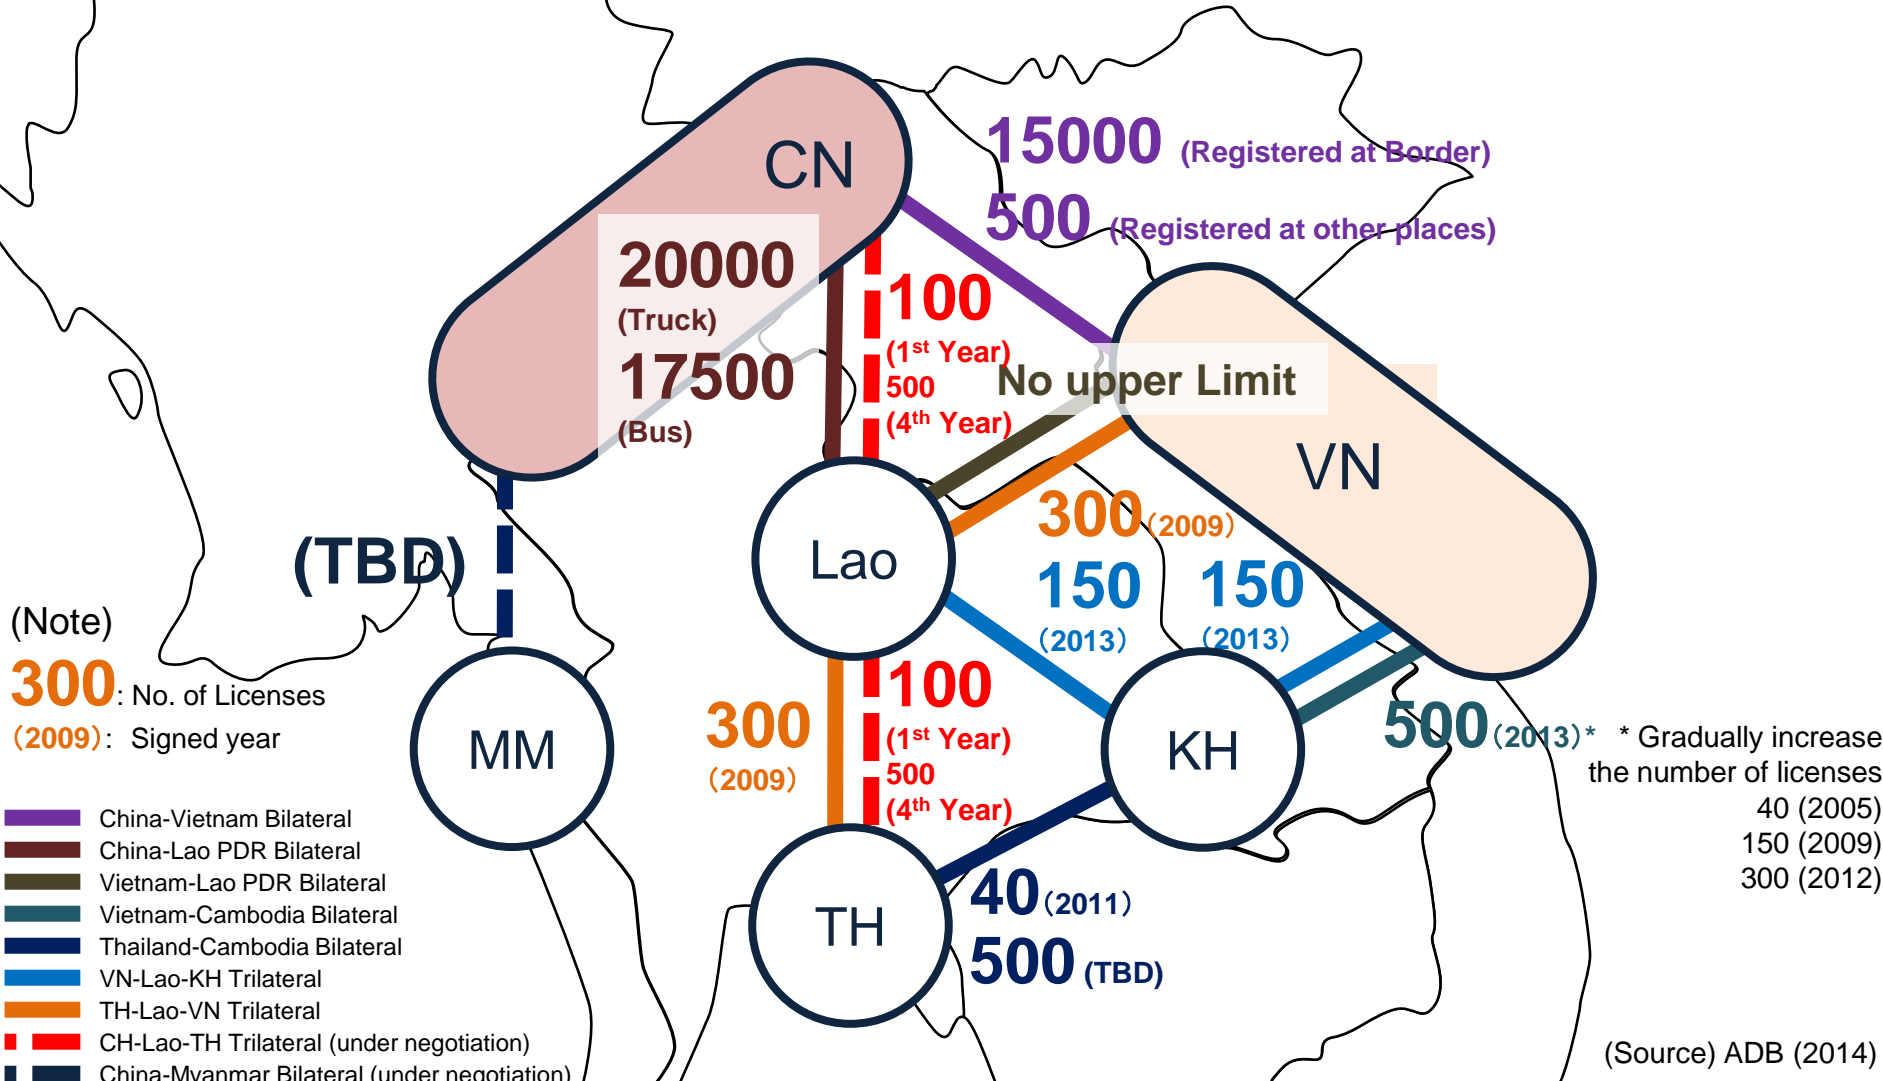 CN
15000 (Registered at Border)
500 (Registered at other places)
20000
(Truck)
17500
(Bus)
100
(1st Year)
500
(4th Year)
No upper Limit
VN
300(2009)
Lao
150
(2013)
150
(2013)
(TBD)
(Note)
300: No. of Licenses
(2009): Signed year
MM
300
(2009)
100
(1st Year)
500
(4th Year)
KH
500(2013)*
* Gradually increase
the number of licenses
40 (2005)
150 (2009)
300 (2012)
TH
40(2011)
500 (TBD)
China-Vietnam Bilateral
China-Lao PDR Bilateral
Vietnam-Lao PDR Bilateral
Vietnam-Cambodia Bilateral
Thailand-Cambodia Bilateral
VN-Lao-KH Trilateral
TH-Lao-VN Trilateral
CH-Lao-TH Trilateral (under negotiation)
China-Myanmar Bilateral (under negotiation)
(Source) ADB (2014)